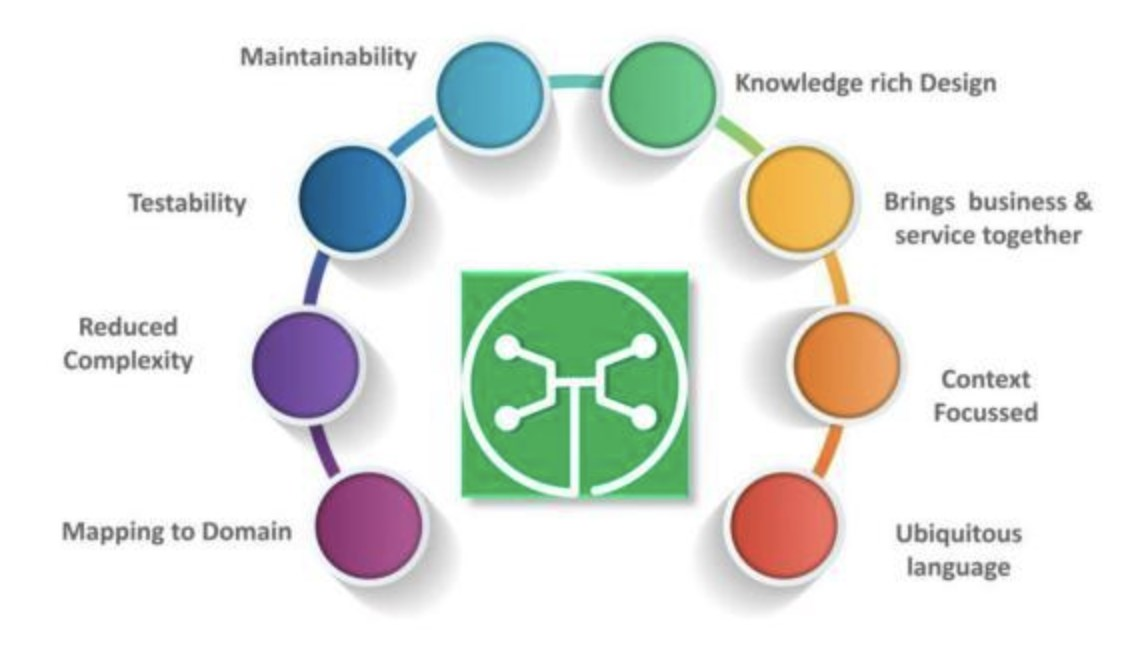 Maintainability
Knowledge rich Design
Testability
Brings business &
service together
Reduced
Complexity
Context
Focussed
Mapping to Domain
Ubiquitous
language